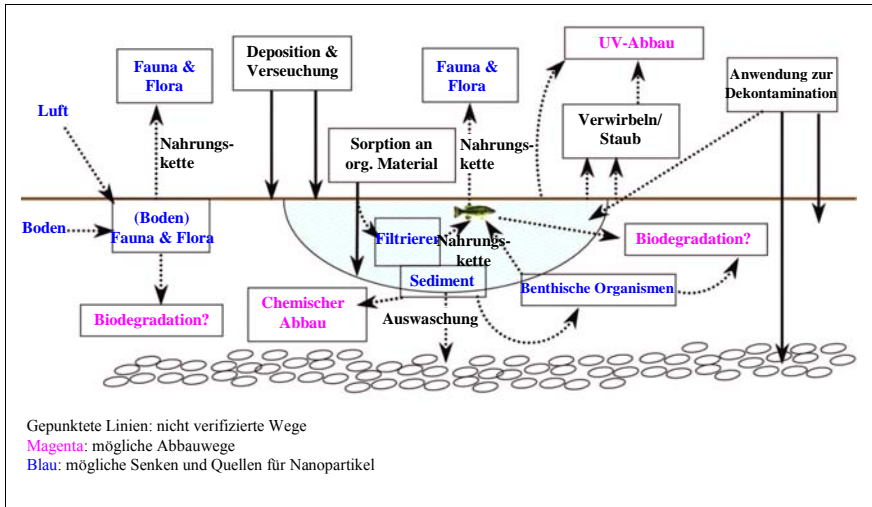 Fauna &
Flora
Deposition &
Verseuchung
Fauna &
Flora
UV-Abbau
Anwendung zur
Dekontamination
Luft
Nahrungs-
kette
Sorption an
org. Material
Nahrungs-
kette
Verwirbeln/
Staub
Boden
(Boden)
Fauna & Flora
Filtrierer
Nahrungs-
kette
Biodegradation?
Sediment
Benthische Organismen
Biodegradation?
Chemischer
Abbau
Auswaschung
Gepunktete Linien: nicht verifizierte Wege
Magenta: mögliche Abbauwege
Blau: mögliche Senken und Quellen für Nanopartikel